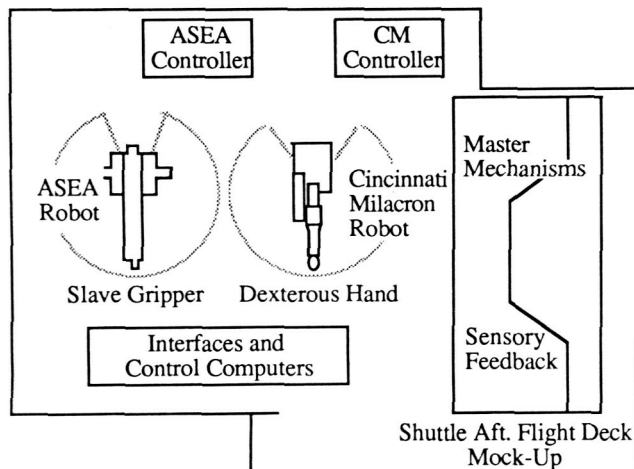 ASEA
Controller
CM
Controller
Master
Mechanisms
ASEA
Robot
Cincinnati
Milacron
Robot
Slave Gripper
Dexterous Hand
Interfaces and
Control Computers
Sensory
Feedback
Shuttle Aft. Flight Deck
Mock-Up